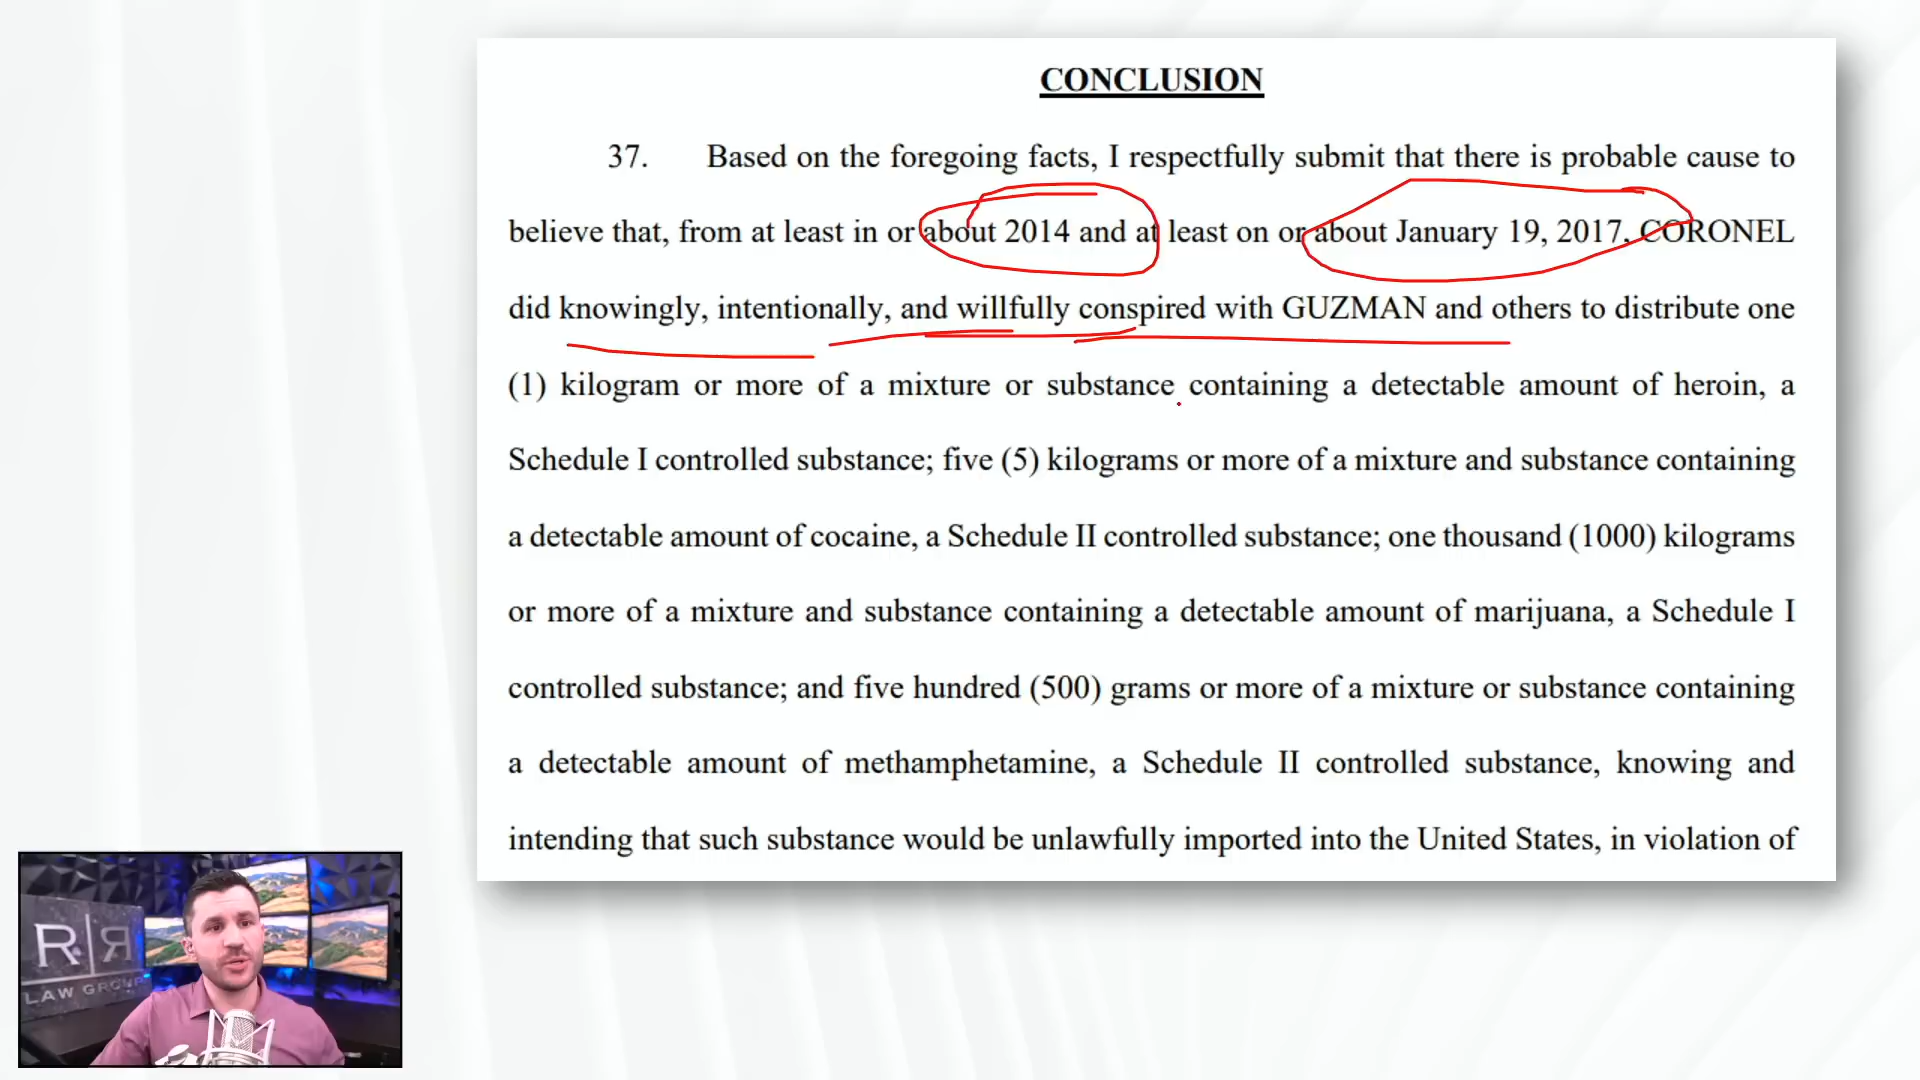 CONCLUSION
37. Based on the foregoing facts, I respectfully submit that there is probable cause to
believe that, from at least in or about 2014 and at least on or about January 19, 2017, CORONEL
did knowingly, intentionally, and willfully conspired with GUZMAN and others to distribute one
(1) kilogram or more of a mixture or substance containing a detectable amount of heroin, a
Schedule I controlled substance; five (5) kilograms or more of a mixture and substance containing
a detectable amount of cocaine, a Schedule II controlled substance; one thousand (1000) kilograms
or more of a mixture and substance containing a detectable amount of marijuana, a Schedule I
controlled substance; and five hundred (500) grams or more of a mixture or substance containing
a detectable amount of methamphetamine, a Schedule II controlled substance, knowing and
intending that such substance would be unlawfully imported into the United States, in violation of
R|R
LAW GROUP